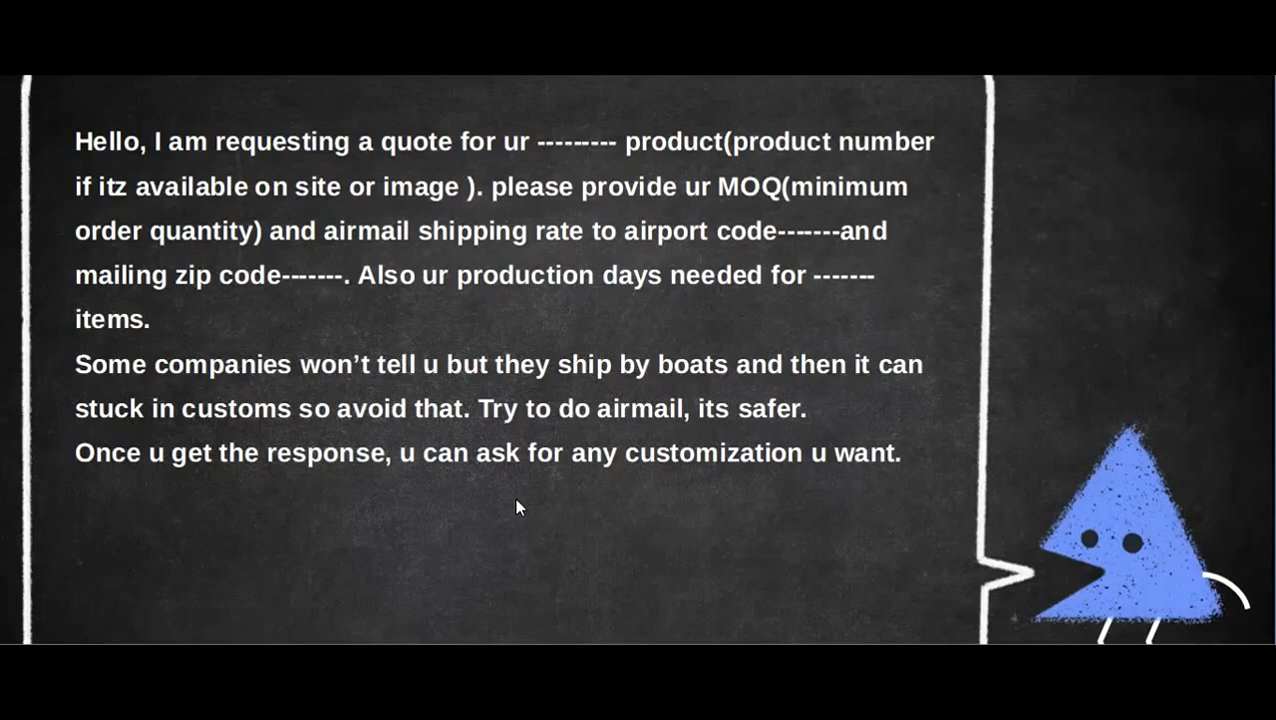 Hello, I am requesting a quote for ur --------- product(product number
if itz available on site or image ). please provide ur MOQ(minimum
order quantity) and airmail shipping rate to airport code-------and
mailing zip code-------. Also ur production days needed for -------
items.
Some companies won’t tell u but they ship by boats and then it can
stuck in customs so avoid that. Try to do airmail, its safer.
Once u get the response, u can ask for any customization u want.